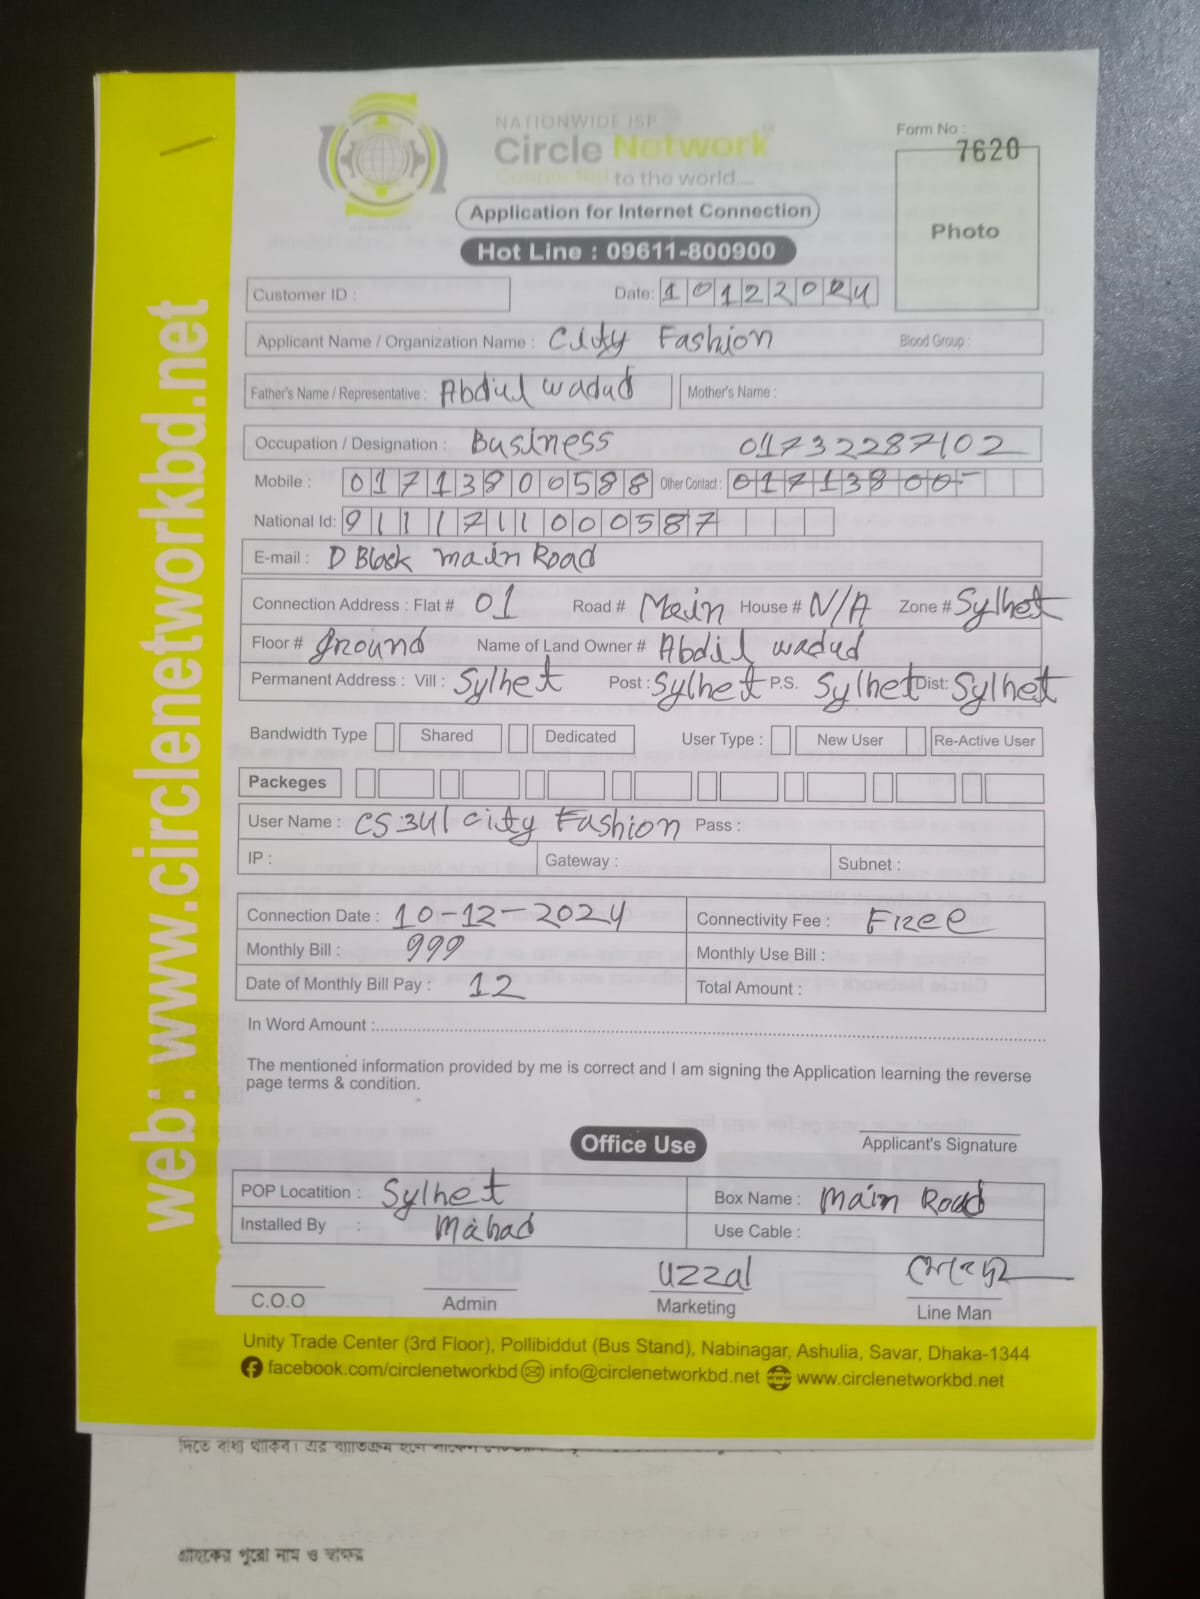 NATIONWIDE ISP
Circle Network
Connected to the world....
Application for Internet Connection
Hot Line : 09611-800900
Form No :
7620
Photo
Customer ID :
Date: 10122024
Applicant Name / Organization Name : City Fashion Blood Group :
Father's Name / Representative : Abdul wadud Mother's Name :
Occupation / Designation : Business 01732287102
Mobile : 01713800588 Other Contact : 01713800-
National Id: 9111711000587
E-mail : D Block main Road
Connection Address : Flat # 01 Road # Main House # N/A Zone # Sylhet
Floor # ground Name of Land Owner # Abdil wadud
Permanent Address : Vill : Sylhet Post : Sylhet P.S. Sylhet Dist: Sylhet
Bandwidth Type Shared Dedicated User Type : New User Re-Active User
Packeges
User Name : CS341 city Fashion Pass :
IP : Gateway : Subnet :
Connection Date : 10-12-2024 Connectivity Fee : Free
Monthly Bill : 999 Monthly Use Bill :
Date of Monthly Bill Pay : 12 Total Amount :
In Word Amount :
The mentioned information provided by me is correct and I am signing the Application learning the reverse
page terms & condition.
Office Use
Applicant's Signature
POP Locatition : Sylhet Box Name : Main Road
Installed By : Mahad Use Cable :
C.O.O
Admin
Uzzal
Marketing
Line Man
Unity Trade Center (3rd Floor), Pollibiddut (Bus Stand), Nabinagar, Ashulia, Savar, Dhaka-1344
facebook.com/circlenetworkbd info@circlenetworkbd.net www.circlenetworkbd.net
web: www.circlenetworkbd.net
গ্রাহকের পুরো নাম ও স্বাক্ষর